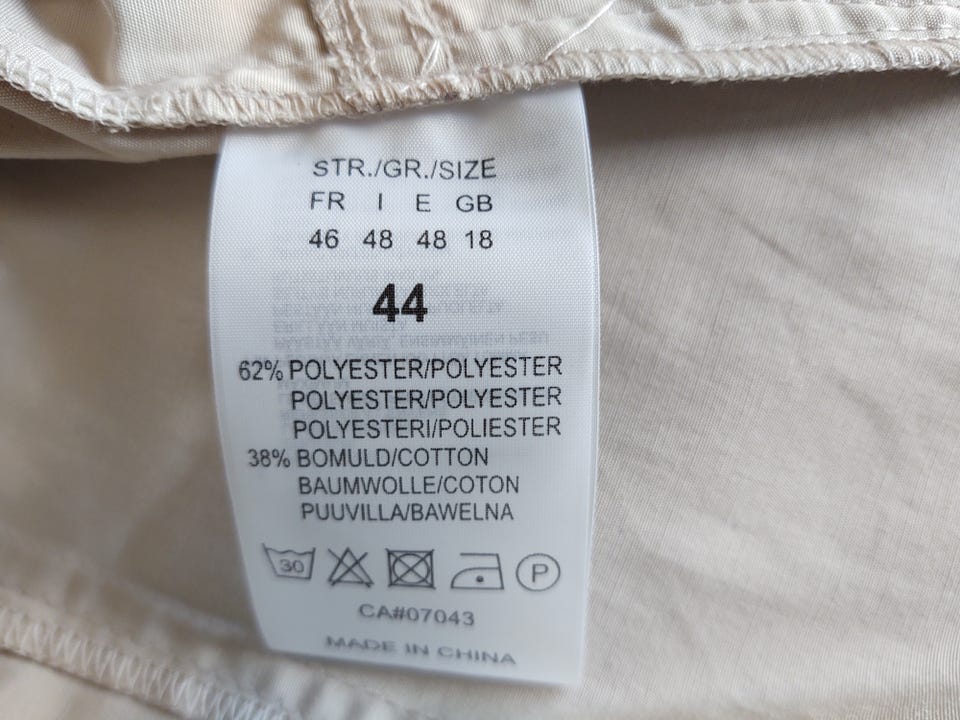 STR./GR./SIZE
FR I E GB
46 48 48 18
44
62% POLYESTER/POLYESTER
POLYESTER/POLYESTER
POLYESTERI/POLIESTER
38% BOMULD/COTTON
BAUMWOLLE/COTON
PUUVILLA/BAWELNA
30 P
CA#07043
MADE IN CHINA